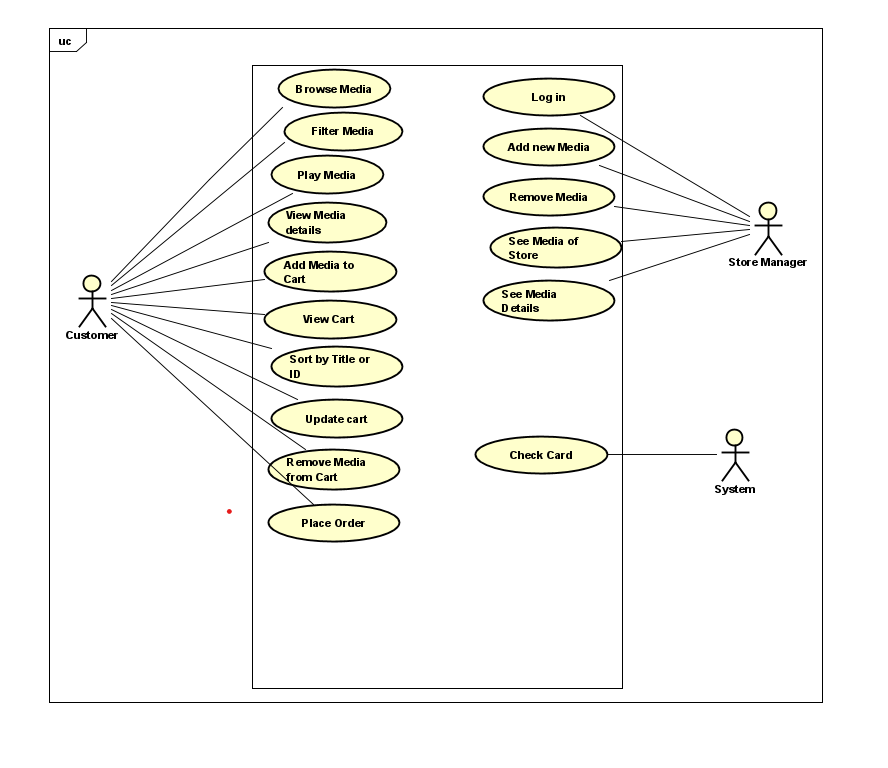 uc
Browse Media
Filter Media
Play Media
View Media
details
Add Media to
Cart
View Cart
Sort by Title or
ID
Update cart
Remove Media
from Cart
Place Order
Log in
Add new Media
Remove Media
See Media of
Store
See Media
Details
Check Card
Customer
Store Manager
System